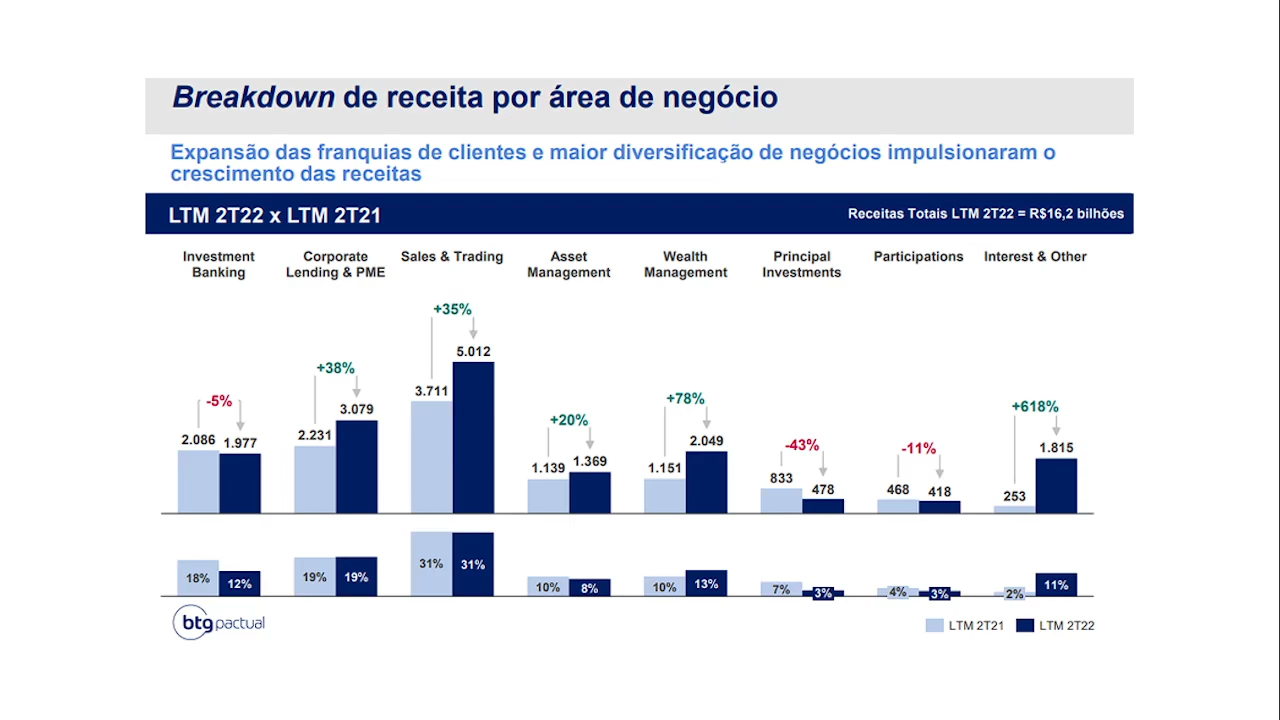 Breakdown de receita por área de negócio
Expansão das franquias de clientes e maior diversificação de negócios impulsionaram o
crescimento das receitas
LTM 2T22 x LTM 2T21
Receitas Totais LTM 2T22 = R$16,2 bilhões
Investment
Banking
Corporate
Lending & PME
Sales & Trading
Asset
Management
Wealth
Management
Principal
Investments
Participations
Interest & Other
-5%
2.086 1.977
+38%
2.231 3.079
+35%
3.711 5.012
+20%
1.139 1.369
+78%
1.151 2.049
-43%
833 478
-11%
468 418
+618%
253 1.815
18% 12%
19% 19%
31% 31%
10% 8%
10% 13%
7% 3%
4% 3%
2% 11%
btgpactual
LTM 2T21 LTM 2T22